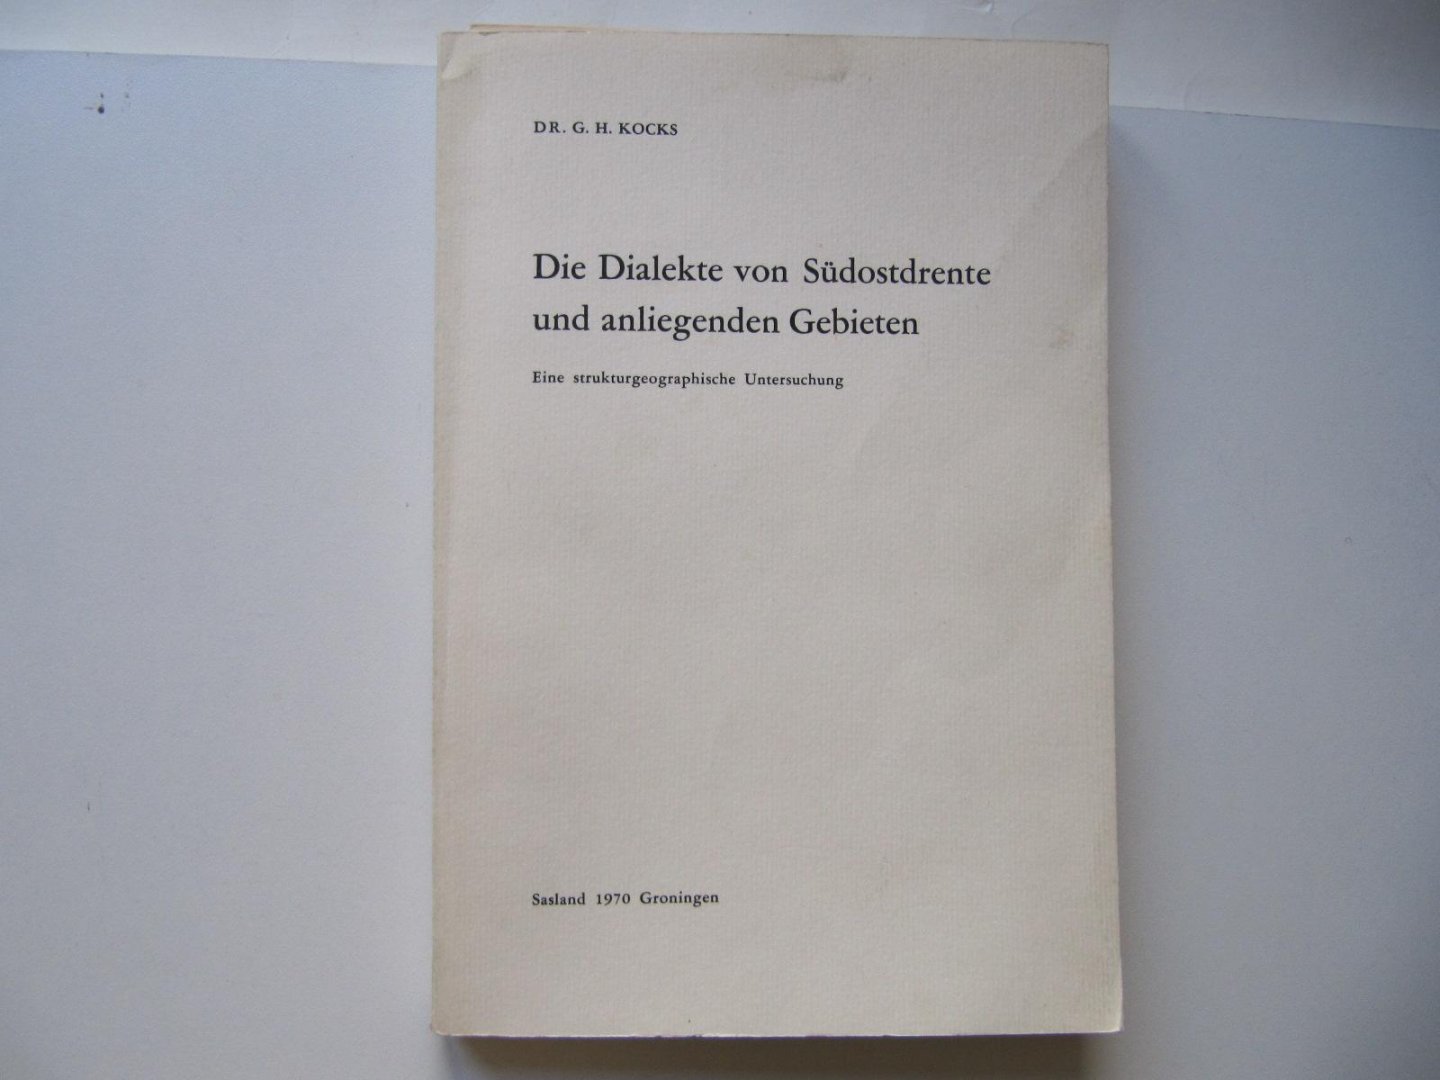 DR. G. H. KOCKS
Die Dialekte von Südostdrente
und anliegenden Gebieten
Eine strukturgeographische Untersuchung
Sasland 1970 Groningen